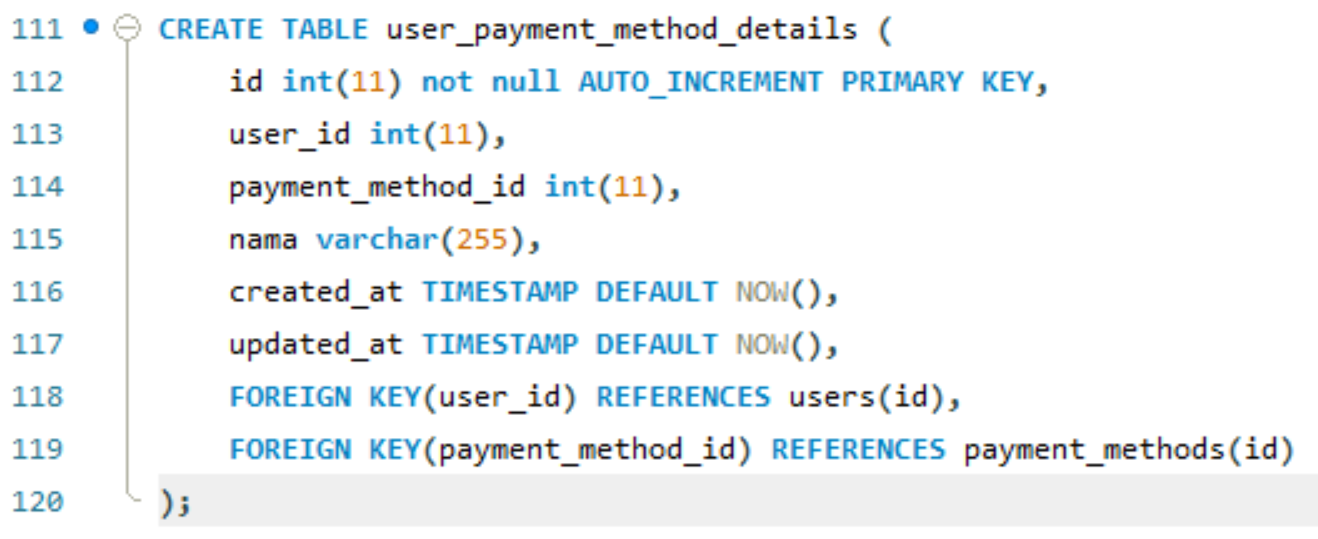 111 CREATE TABLE user_payment_method_details (
112 id int(11) not null AUTO_INCREMENT PRIMARY KEY,
113 user_id int(11),
114 payment_method_id int(11),
115 nama varchar(255),
116 created_at TIMESTAMP DEFAULT NOW(),
117 updated_at TIMESTAMP DEFAULT NOW(),
118 FOREIGN KEY(user_id) REFERENCES users(id),
119 FOREIGN KEY(payment_method_id) REFERENCES payment_methods(id)
120 );